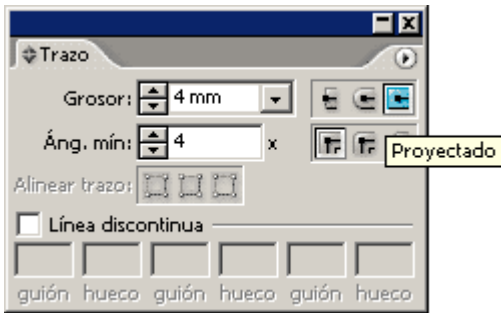 Trazo
Grosor: 4 mm
Áng. mín: 4 x
Proyectado
Alinear trazo:
Línea discontinua
guión hueco guión hueco guión hueco